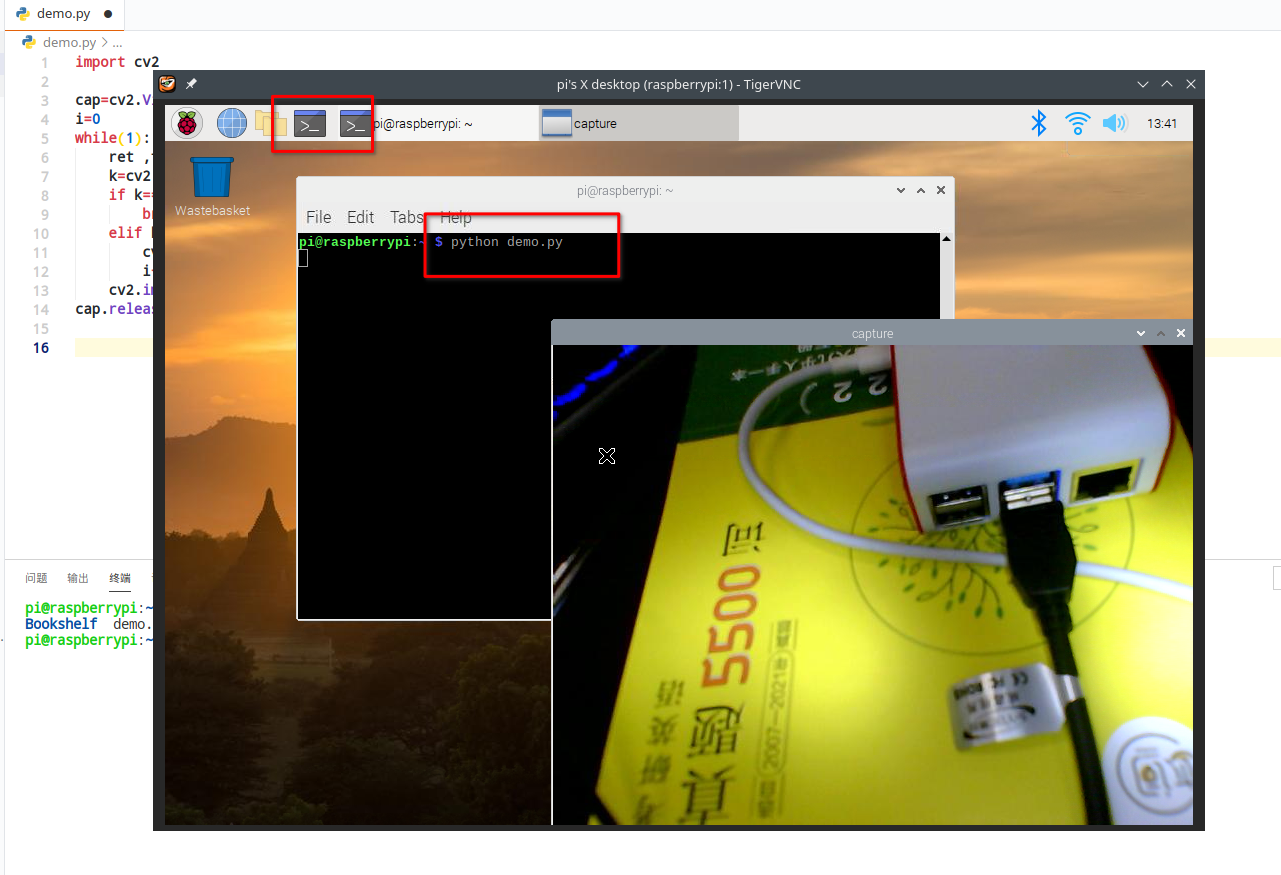 demo.py
demo.py > ...
1 import cv2
2
3 cap=cv2.V
4 i=0
5 while(1):
6 ret ,
7 k=cv2
8 if k==
9 br
10 elif
11 cv
12 i
13 cv2.i
14 cap.relea
15
16
pi's X desktop (raspberrypi:1) - TigerVNC
pi@raspberrypi: ~
capture
13:41
Wastebasket
pi@raspberrypi: ~
File Edit Tabs Help
pi@raspberrypi:~ $ python demo.py
capture
22
5500
2007—2021
问题 输出 终端
pi@raspberrypi:~
Bookshelf demo.
pi@raspberrypi:~